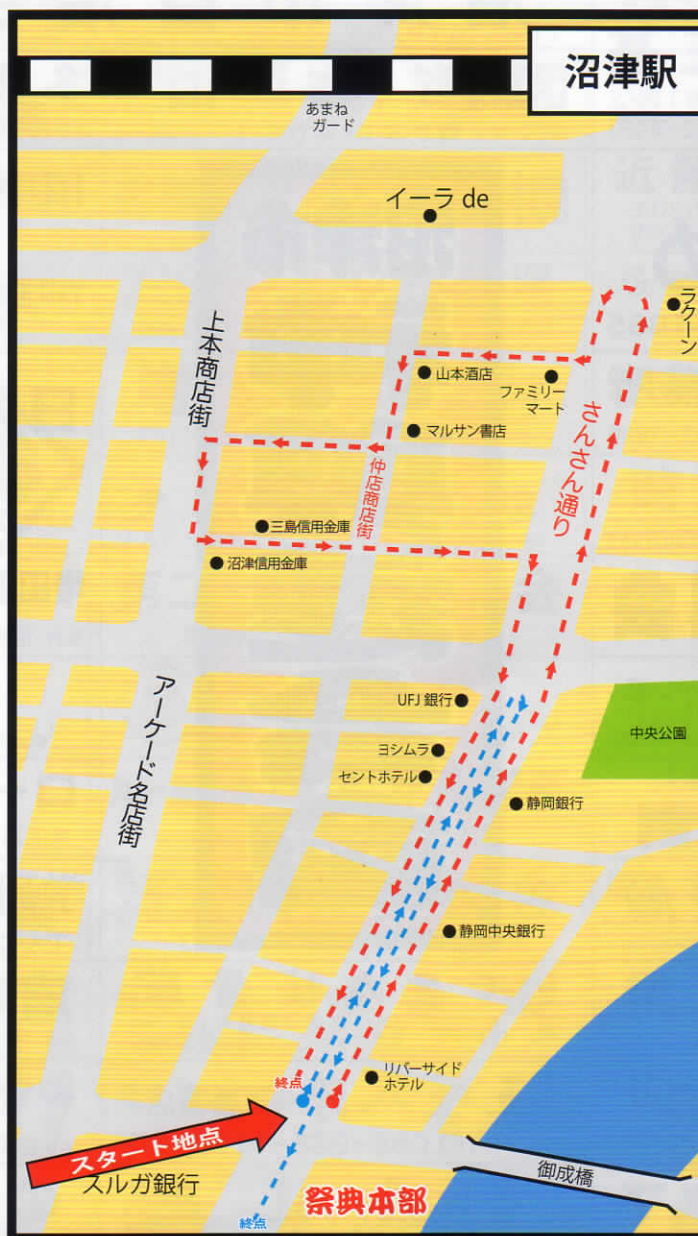 沼津駅
あまね
ガード
イーラ de
ラクーン
上本商店街
山本酒店
ファミリー
マート
さんさん通り
マルサン書店
仲店商店街
三島信用金庫
沼津信用金庫
アーケード名店街
UFJ 銀行
中央公園
ヨシムラ
セントホテル
静岡銀行
静岡中央銀行
リバーサイド
ホテル
終点
スタート地点
スルガ銀行
御成橋
祭典本部
終点